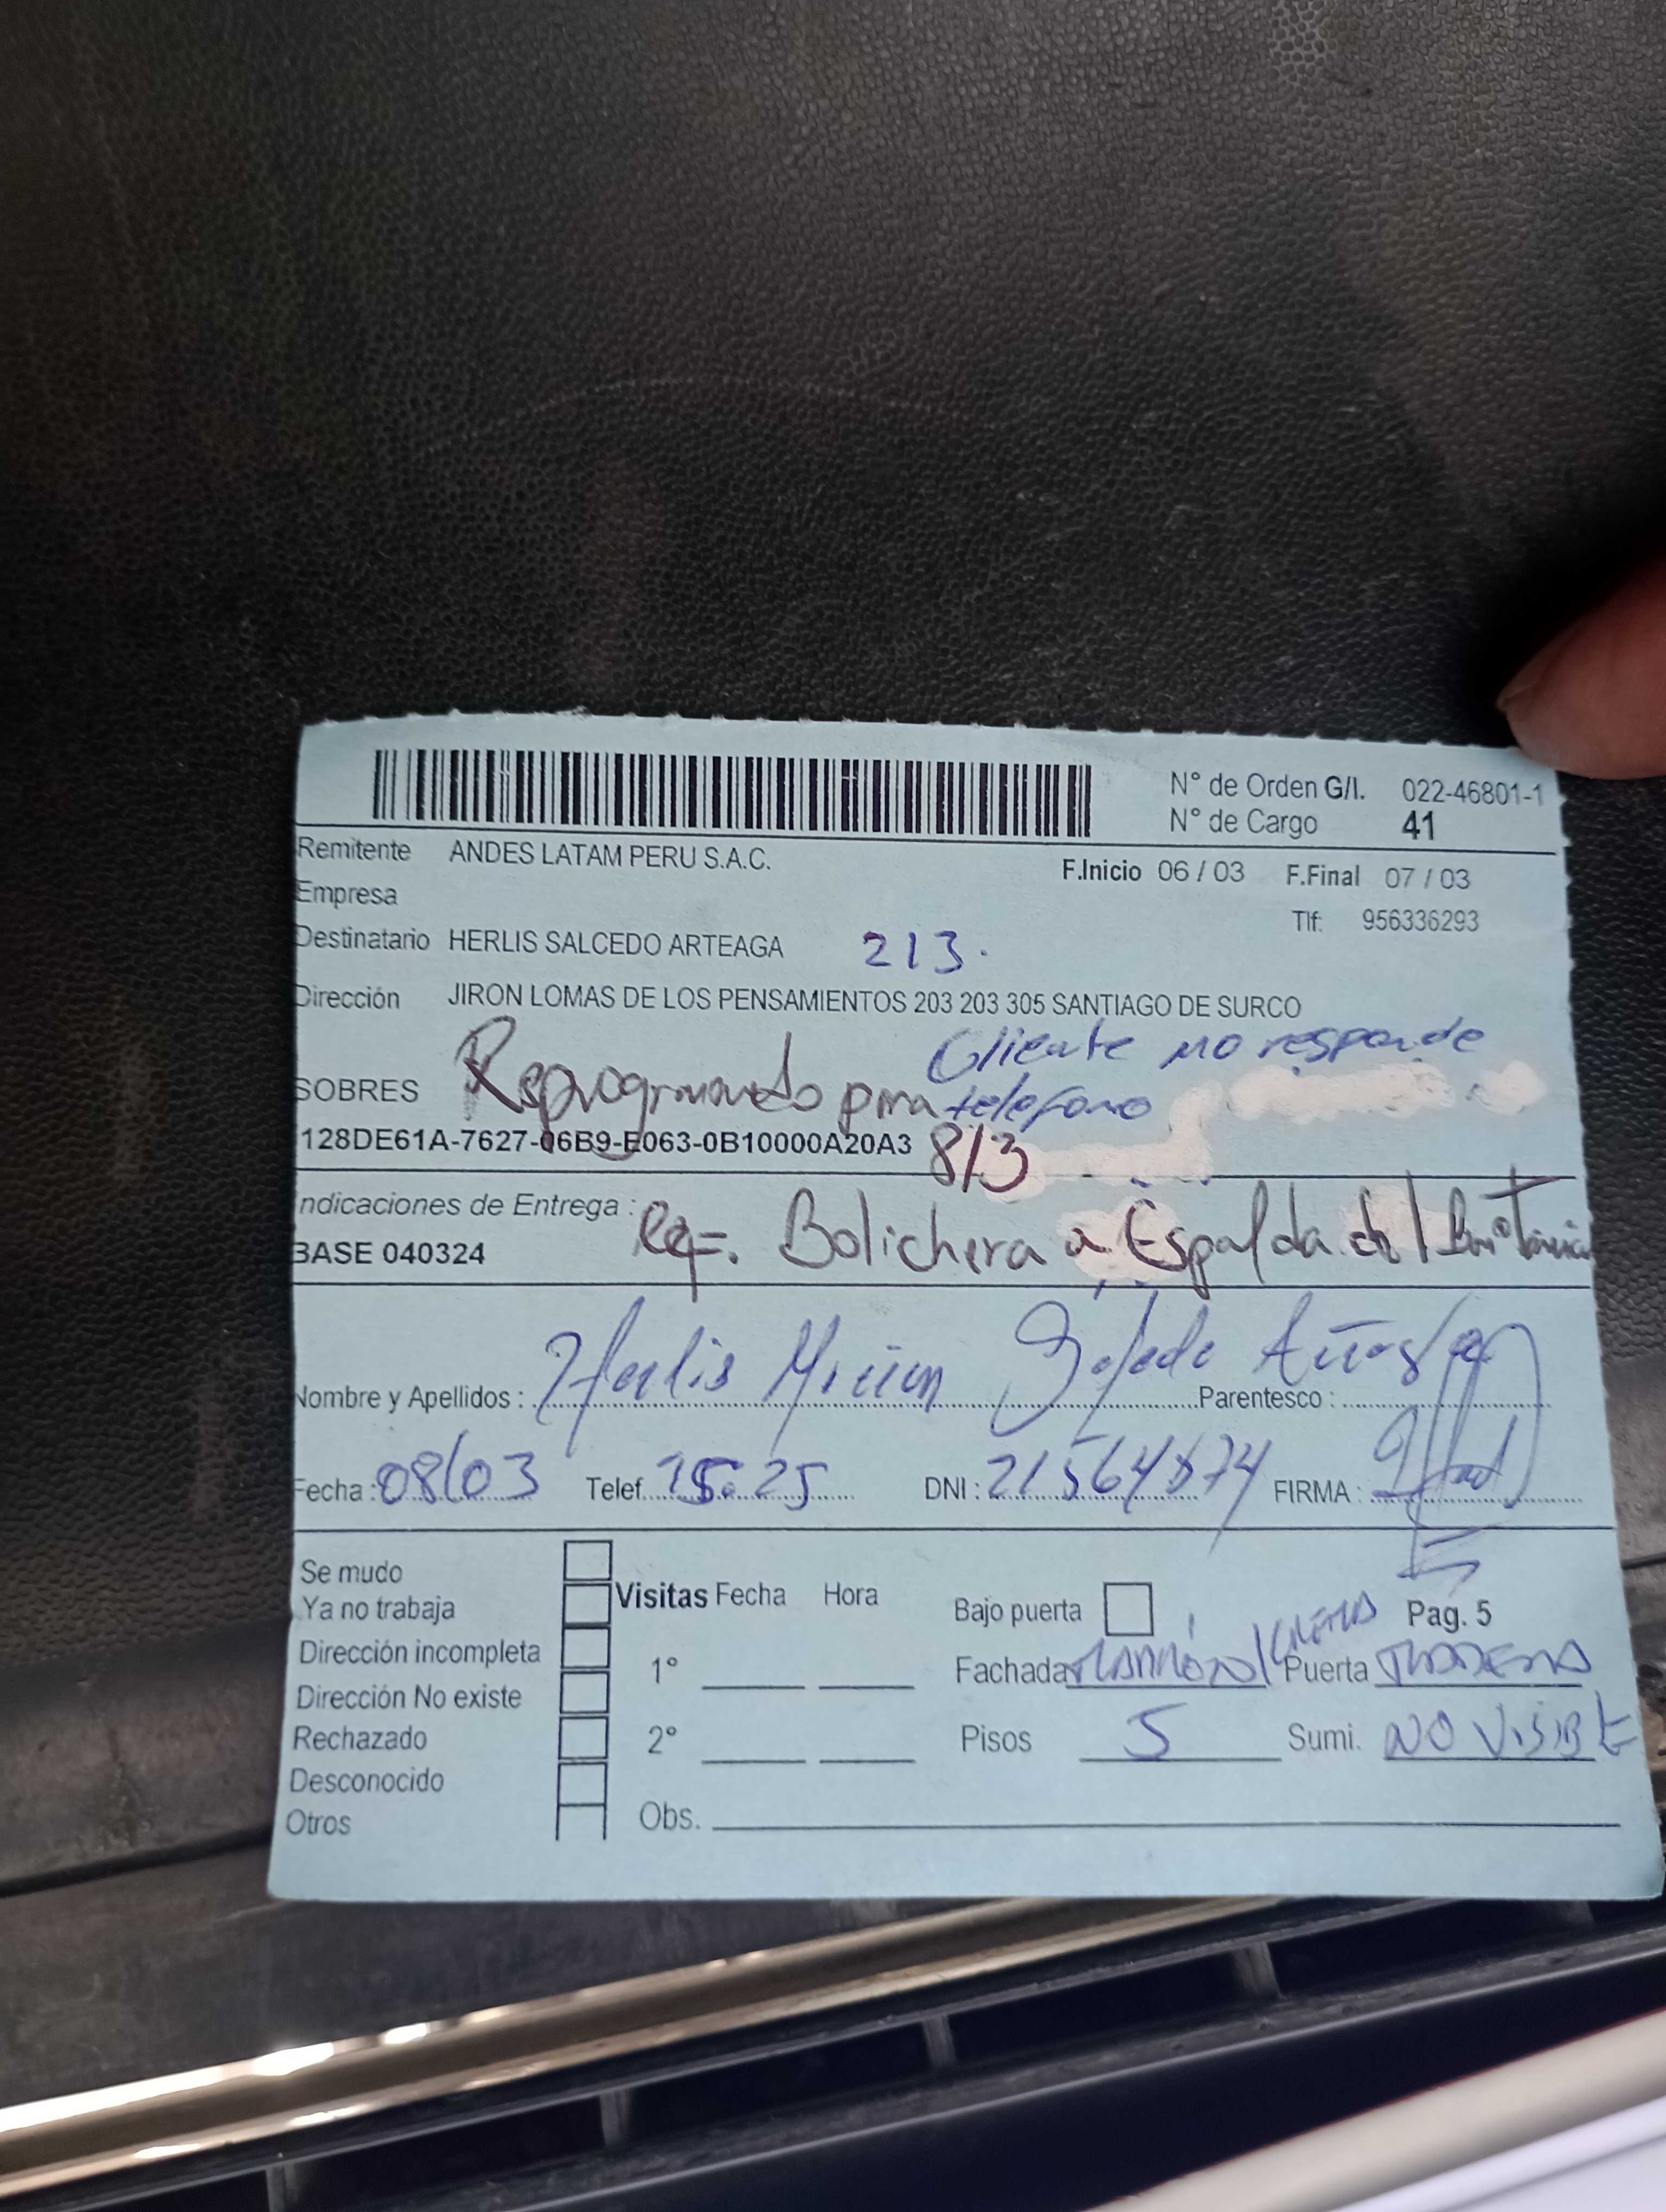 N° de Orden G/I. 022-46801-1
N° de Cargo 41
Remitente ANDES LATAM PERU S.A.C.
F.Inicio 06 / 03 F.Final 07 / 03
Empresa
Tlf: 956336293
Destinatario HERLIS SALCEDO ARTEAGA 213.
Dirección JIRON LOMAS DE LOS PENSAMIENTOS 203 203 305 SANTIAGO DE SURCO
Cliente no responde
SOBRES Reprogramado para telefono
128DE61A-7627-06B9-E063-0B10000A20A3 8/3
Indicaciones de Entrega : Bolichera a Espalda del
BASE 040324
Nombre y Apellidos : Herlis Parentesco :
Fecha : 08/03 Telef. 15:25 DNI : 21564874 FIRMA :
Se mudo
Ya no trabaja
Dirección incompleta
Dirección No existe
Rechazado
Desconocido
Otros
Visitas Fecha Hora
1°
2°
Obs.
Bajo puerta Pag. 5
Fachada Puerta
Pisos 5 Sumi. NO VISIBLE